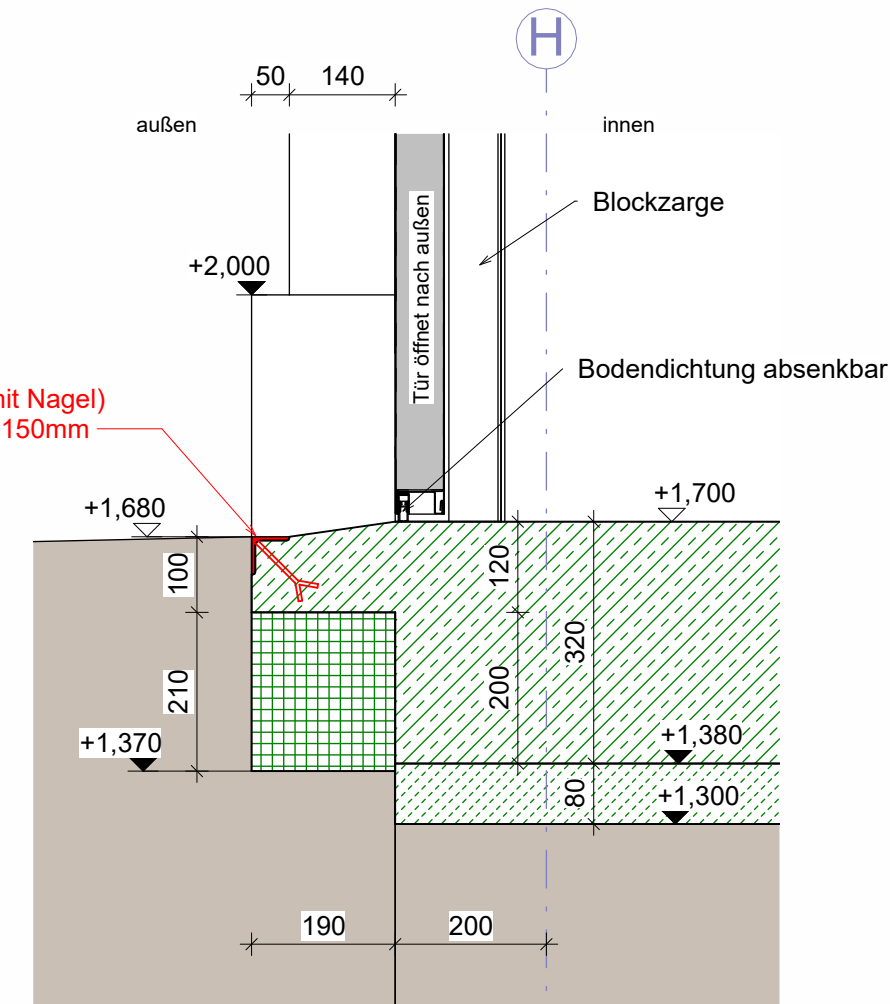 H
50 140
außen
innen
Tür öffnet nach außen
Blockzarge
+2,000
Bodendichtung absenkbar
mit Nagel)
150mm
+1,680
+1,700
100
120
320
210
200
+1,370
+1,380
80
+1,300
190
200